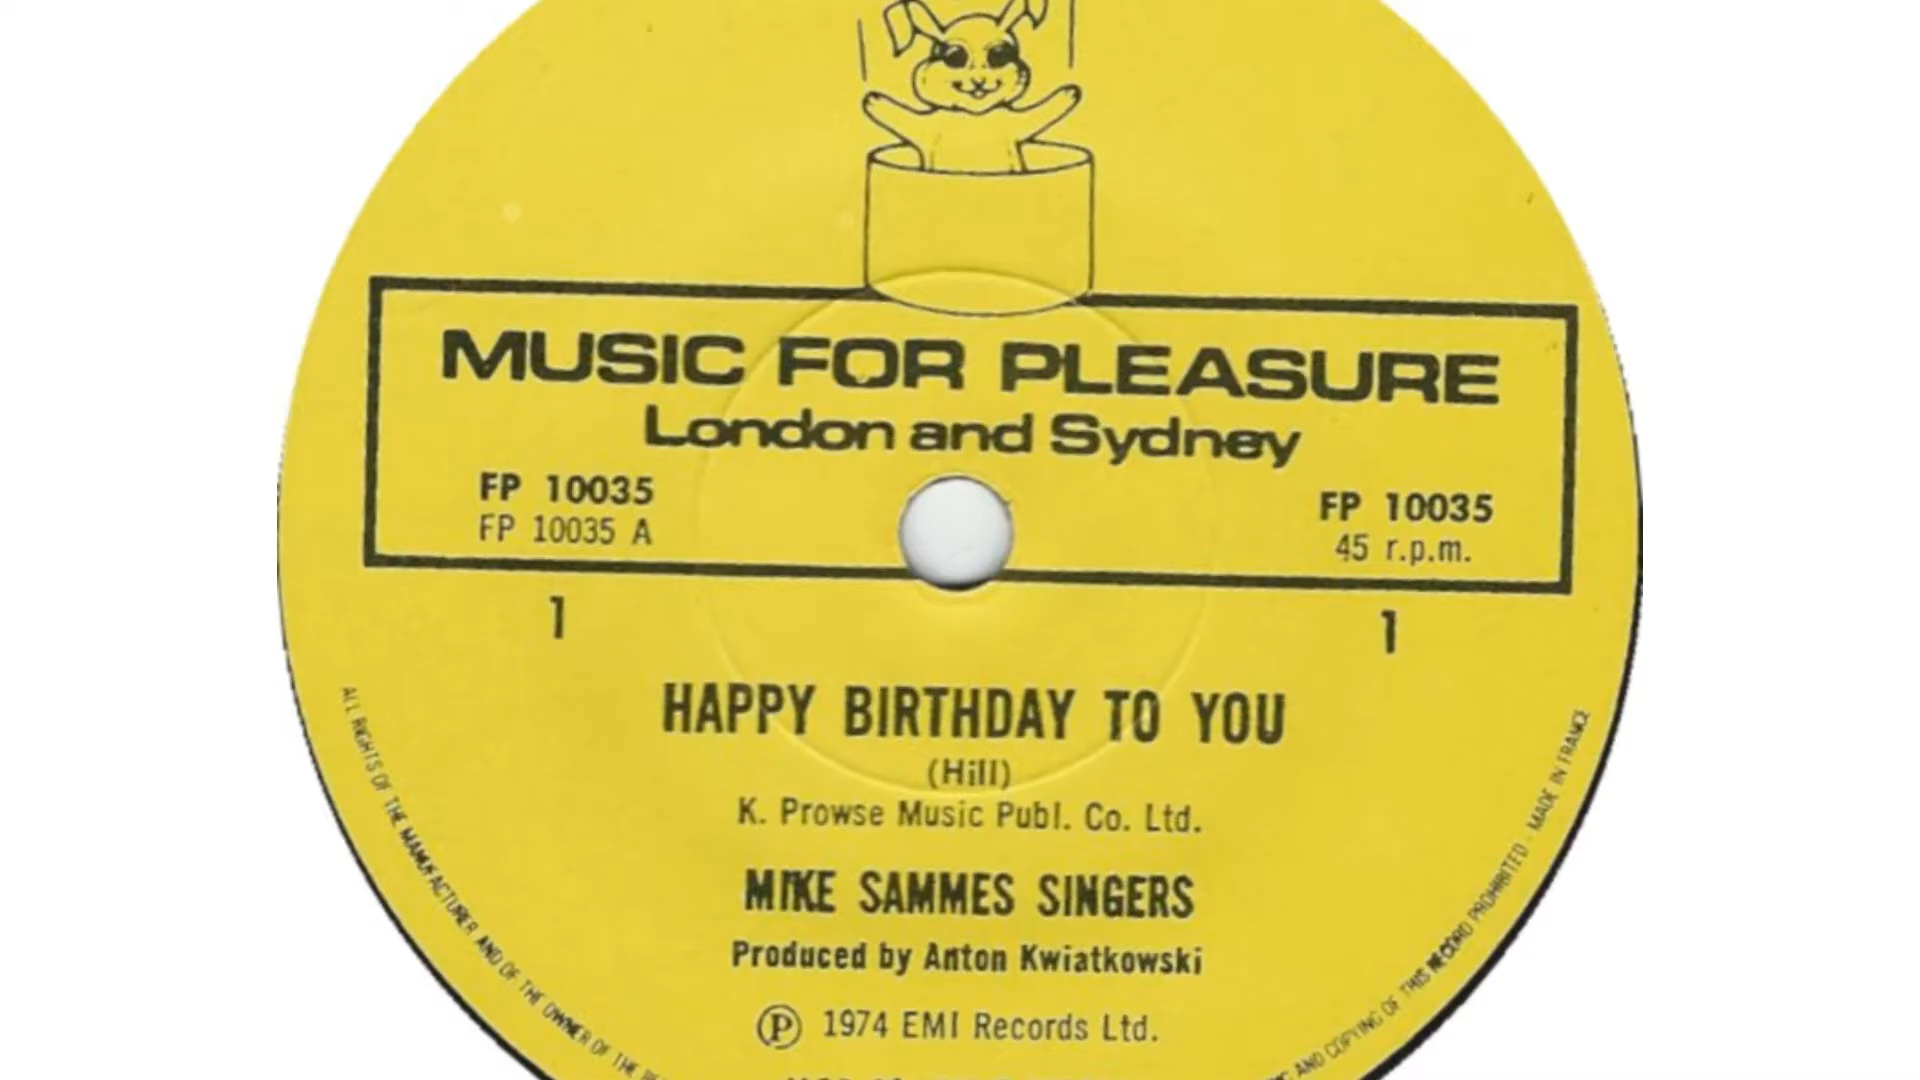 MUSIC FOR PLEASURE
London and Sydney
FP 10035
FP 10035 A
FP 10035
45 r.p.m.
1
1
HAPPY BIRTHDAY TO YOU
(Hill)
K. Prowse Music Publ. Co. Ltd.
MIKE SAMMES SINGERS
Produced by Anton Kwiatkowski
Ⓟ 1974 EMI Records Ltd.
ALL RIGHTS OF THE MANUFACTURER AND OF THE OWNER OF THE
AND COPYING OF THIS RECORD PROHIBITED - MADE IN FRANCE